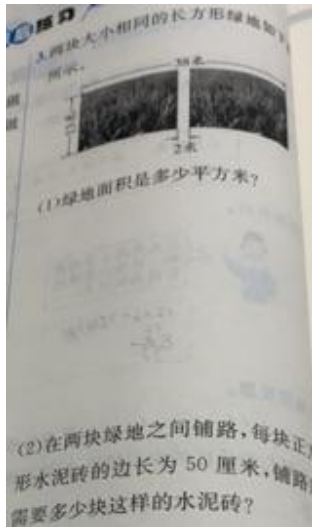 练习
3.两块大小相同的长方形绿地如
所示。
38米
2米
(1)绿地面积是多少平方米?
(2)在两块绿地之间铺路,每块正
形水泥砖的边长为 50 厘米,铺路
需要多少块这样的水泥砖?